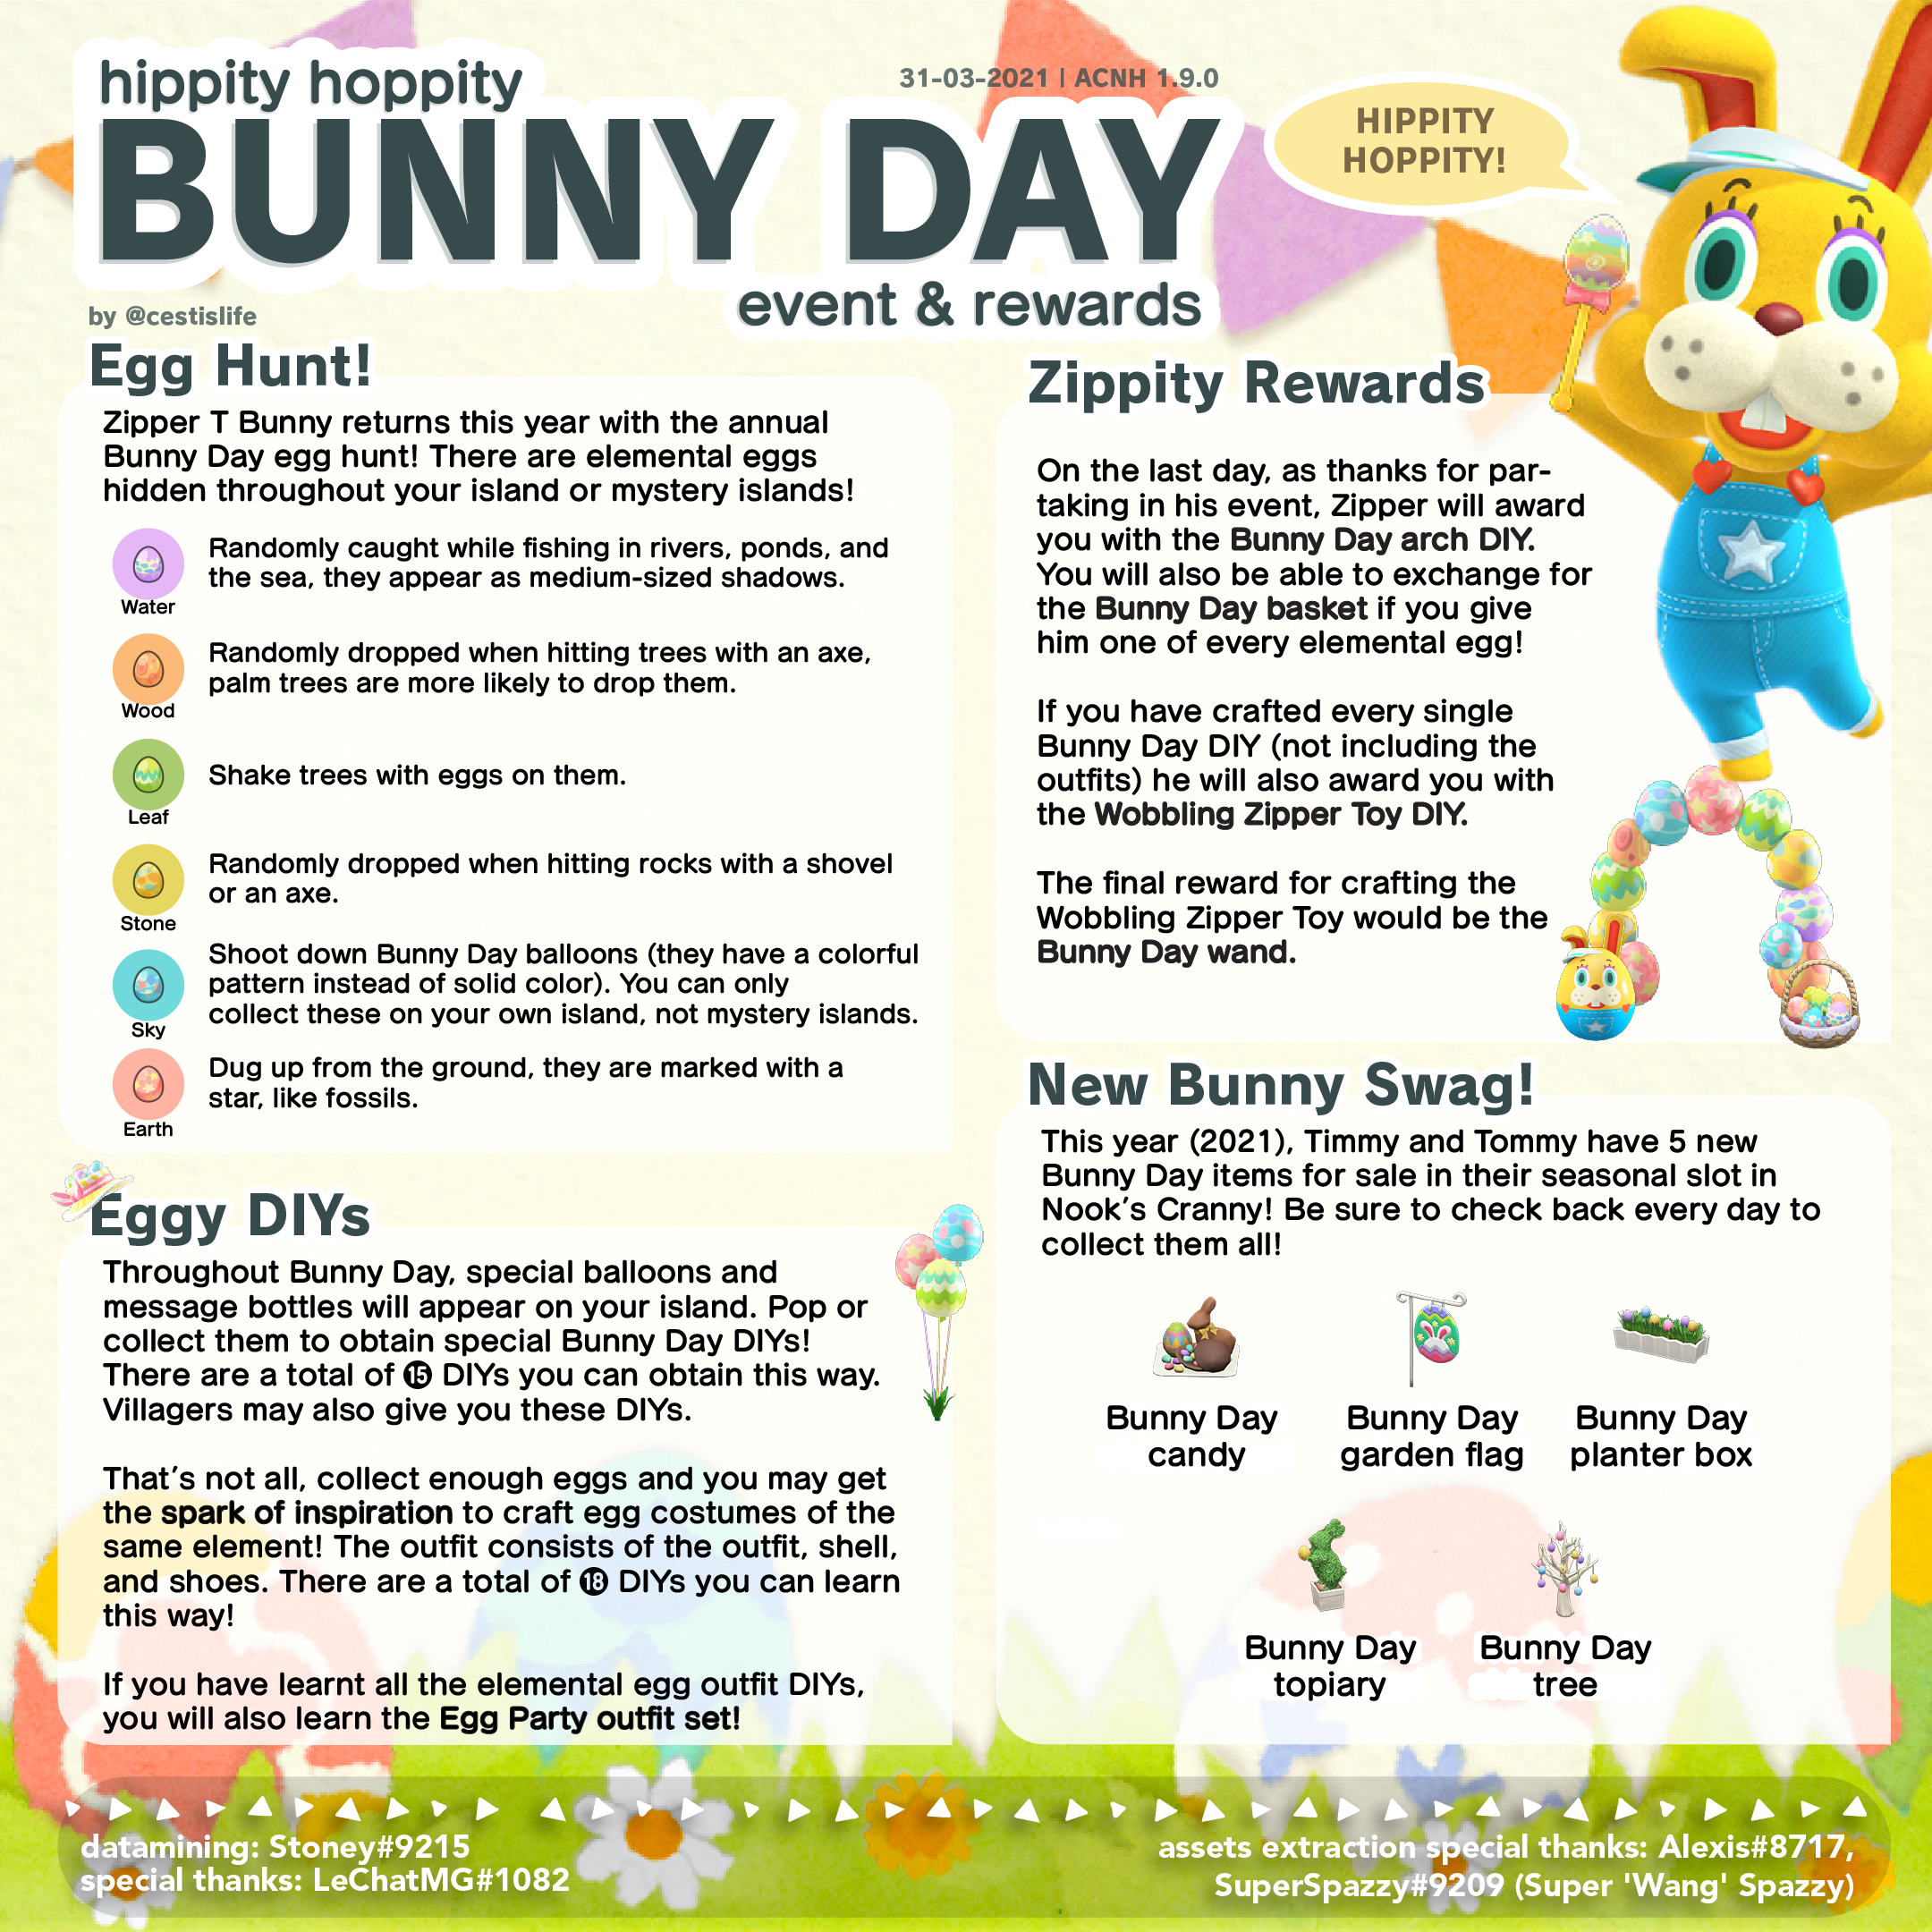 hippity hoppity
31-03-2021 | ACNH 1.9.0
BUNNY DAY
event & rewards
by @cestislife
HIPPITY
HOPPITY!
Egg Hunt!
Zipper T Bunny returns this year with the annual
Bunny Day egg hunt! There are elemental eggs
hidden throughout your island or mystery islands!
Randomly caught while fishing in rivers, ponds, and
the sea, they appear as medium-sized shadows.
Water
Randomly dropped when hitting trees with an axe,
palm trees are more likely to drop them.
Wood
Shake trees with eggs on them.
Leaf
Randomly dropped when hitting rocks with a shovel
or an axe.
Stone
Shoot down Bunny Day balloons (they have a colorful
pattern instead of solid color). You can only
collect these on your own island, not mystery islands.
Sky
Dug up from the ground, they are marked with a
star, like fossils.
Earth
Eggy DIYs
Throughout Bunny Day, special balloons and
message bottles will appear on your island. Pop or
collect them to obtain special Bunny Day DIYs!
There are a total of 15 DIYs you can obtain this way.
Villagers may also give you these DIYs.
That's not all, collect enough eggs and you may get
the spark of inspiration to craft egg costumes of the
same element! The outfit consists of the outfit, shell,
and shoes. There are a total of 18 DIYs you can learn
this way!
If you have learnt all the elemental egg outfit DIYs,
you will also learn the Egg Party outfit set!
Zippity Rewards
On the last day, as thanks for par-
taking in his event, Zipper will award
you with the Bunny Day arch DIY.
You will also be able to exchange for
the Bunny Day basket if you give
him one of every elemental egg!
If you have crafted every single
Bunny Day DIY (not including the
outfits) he will also award you with
the Wobbling Zipper Toy DIY.
The final reward for crafting the
Wobbling Zipper Toy would be the
Bunny Day wand.
New Bunny Swag!
This year (2021), Timmy and Tommy have 5 new
Bunny Day items for sale in their seasonal slot in
Nook's Cranny! Be sure to check back every day to
collect them all!
Bunny Day
candy
Bunny Day
garden flag
Bunny Day
planter box
Bunny Day
topiary
Bunny Day
tree
datamining: Stoney#9215
special thanks: LeChatMG#1082
assets extraction special thanks: Alexis#8717,
SuperSpazzy#9209 (Super 'Wang' Spazzy)